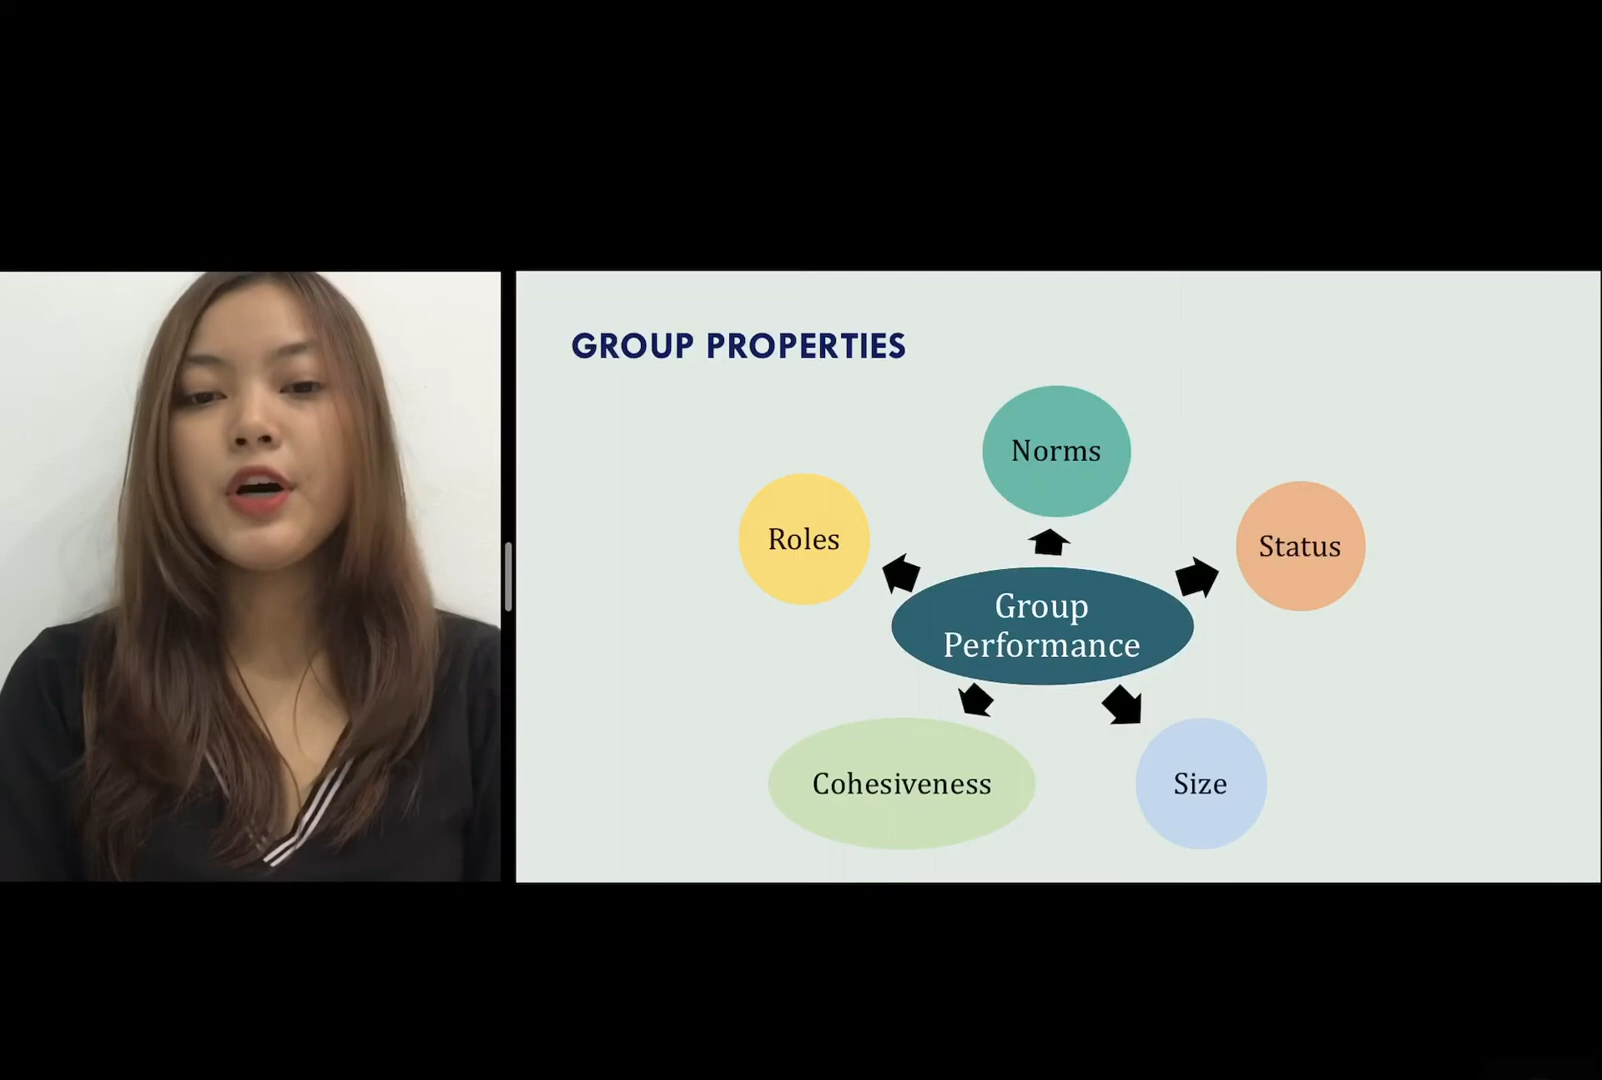 GROUP PROPERTIES
Norms
Roles
Status
Group
Performance
Cohesiveness
Size